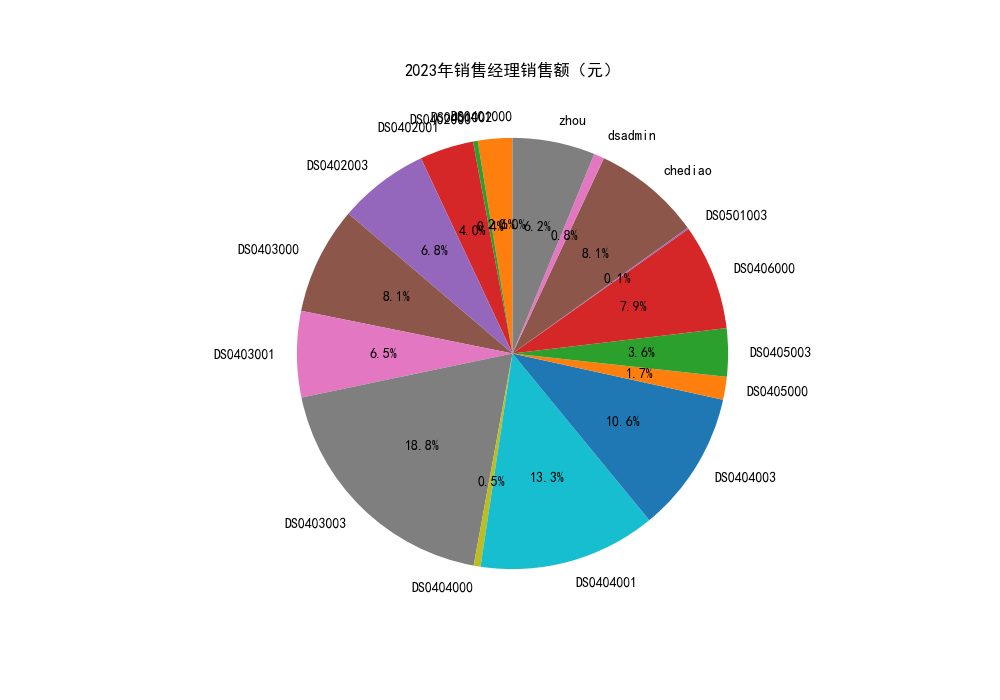 2023年销售经理销售额（元）
DS0401000
zhou
dsadmin
chediao
DS0501003
DS0406000
DS0405003
DS0405000
DS0404003
DS0404001
DS0404000
DS0403003
DS0403001
DS0403000
DS0402003
DS0402001
6.2%
0.8%
8.1%
0.1%
7.9%
3.6%
1.7%
10.6%
13.3%
0.5%
18.8%
6.5%
8.1%
6.8%
4.0%